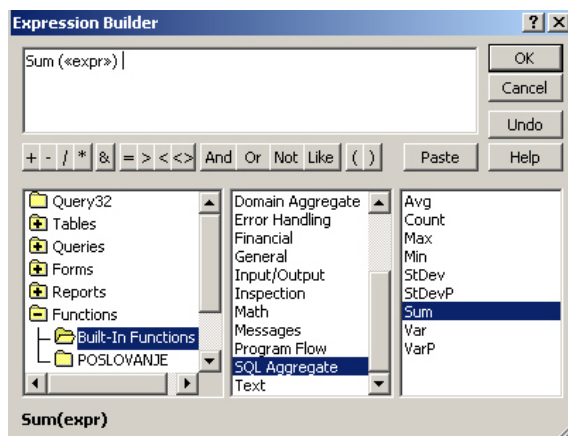 Expression Builder
Sum («expr»)
OK
Cancel
Undo
+ - / * & = > < <> And Or Not Like ( ) Paste Help
Query32
Tables
Queries
Forms
Reports
Functions
Built-In Functions
POSLOVANJE
Domain Aggregate
Error Handling
Financial
General
Input/Output
Inspection
Math
Messages
Program Flow
SQL Aggregate
Text
Avg
Count
Max
Min
StDev
StDevP
Sum
Var
VarP
Sum(expr)